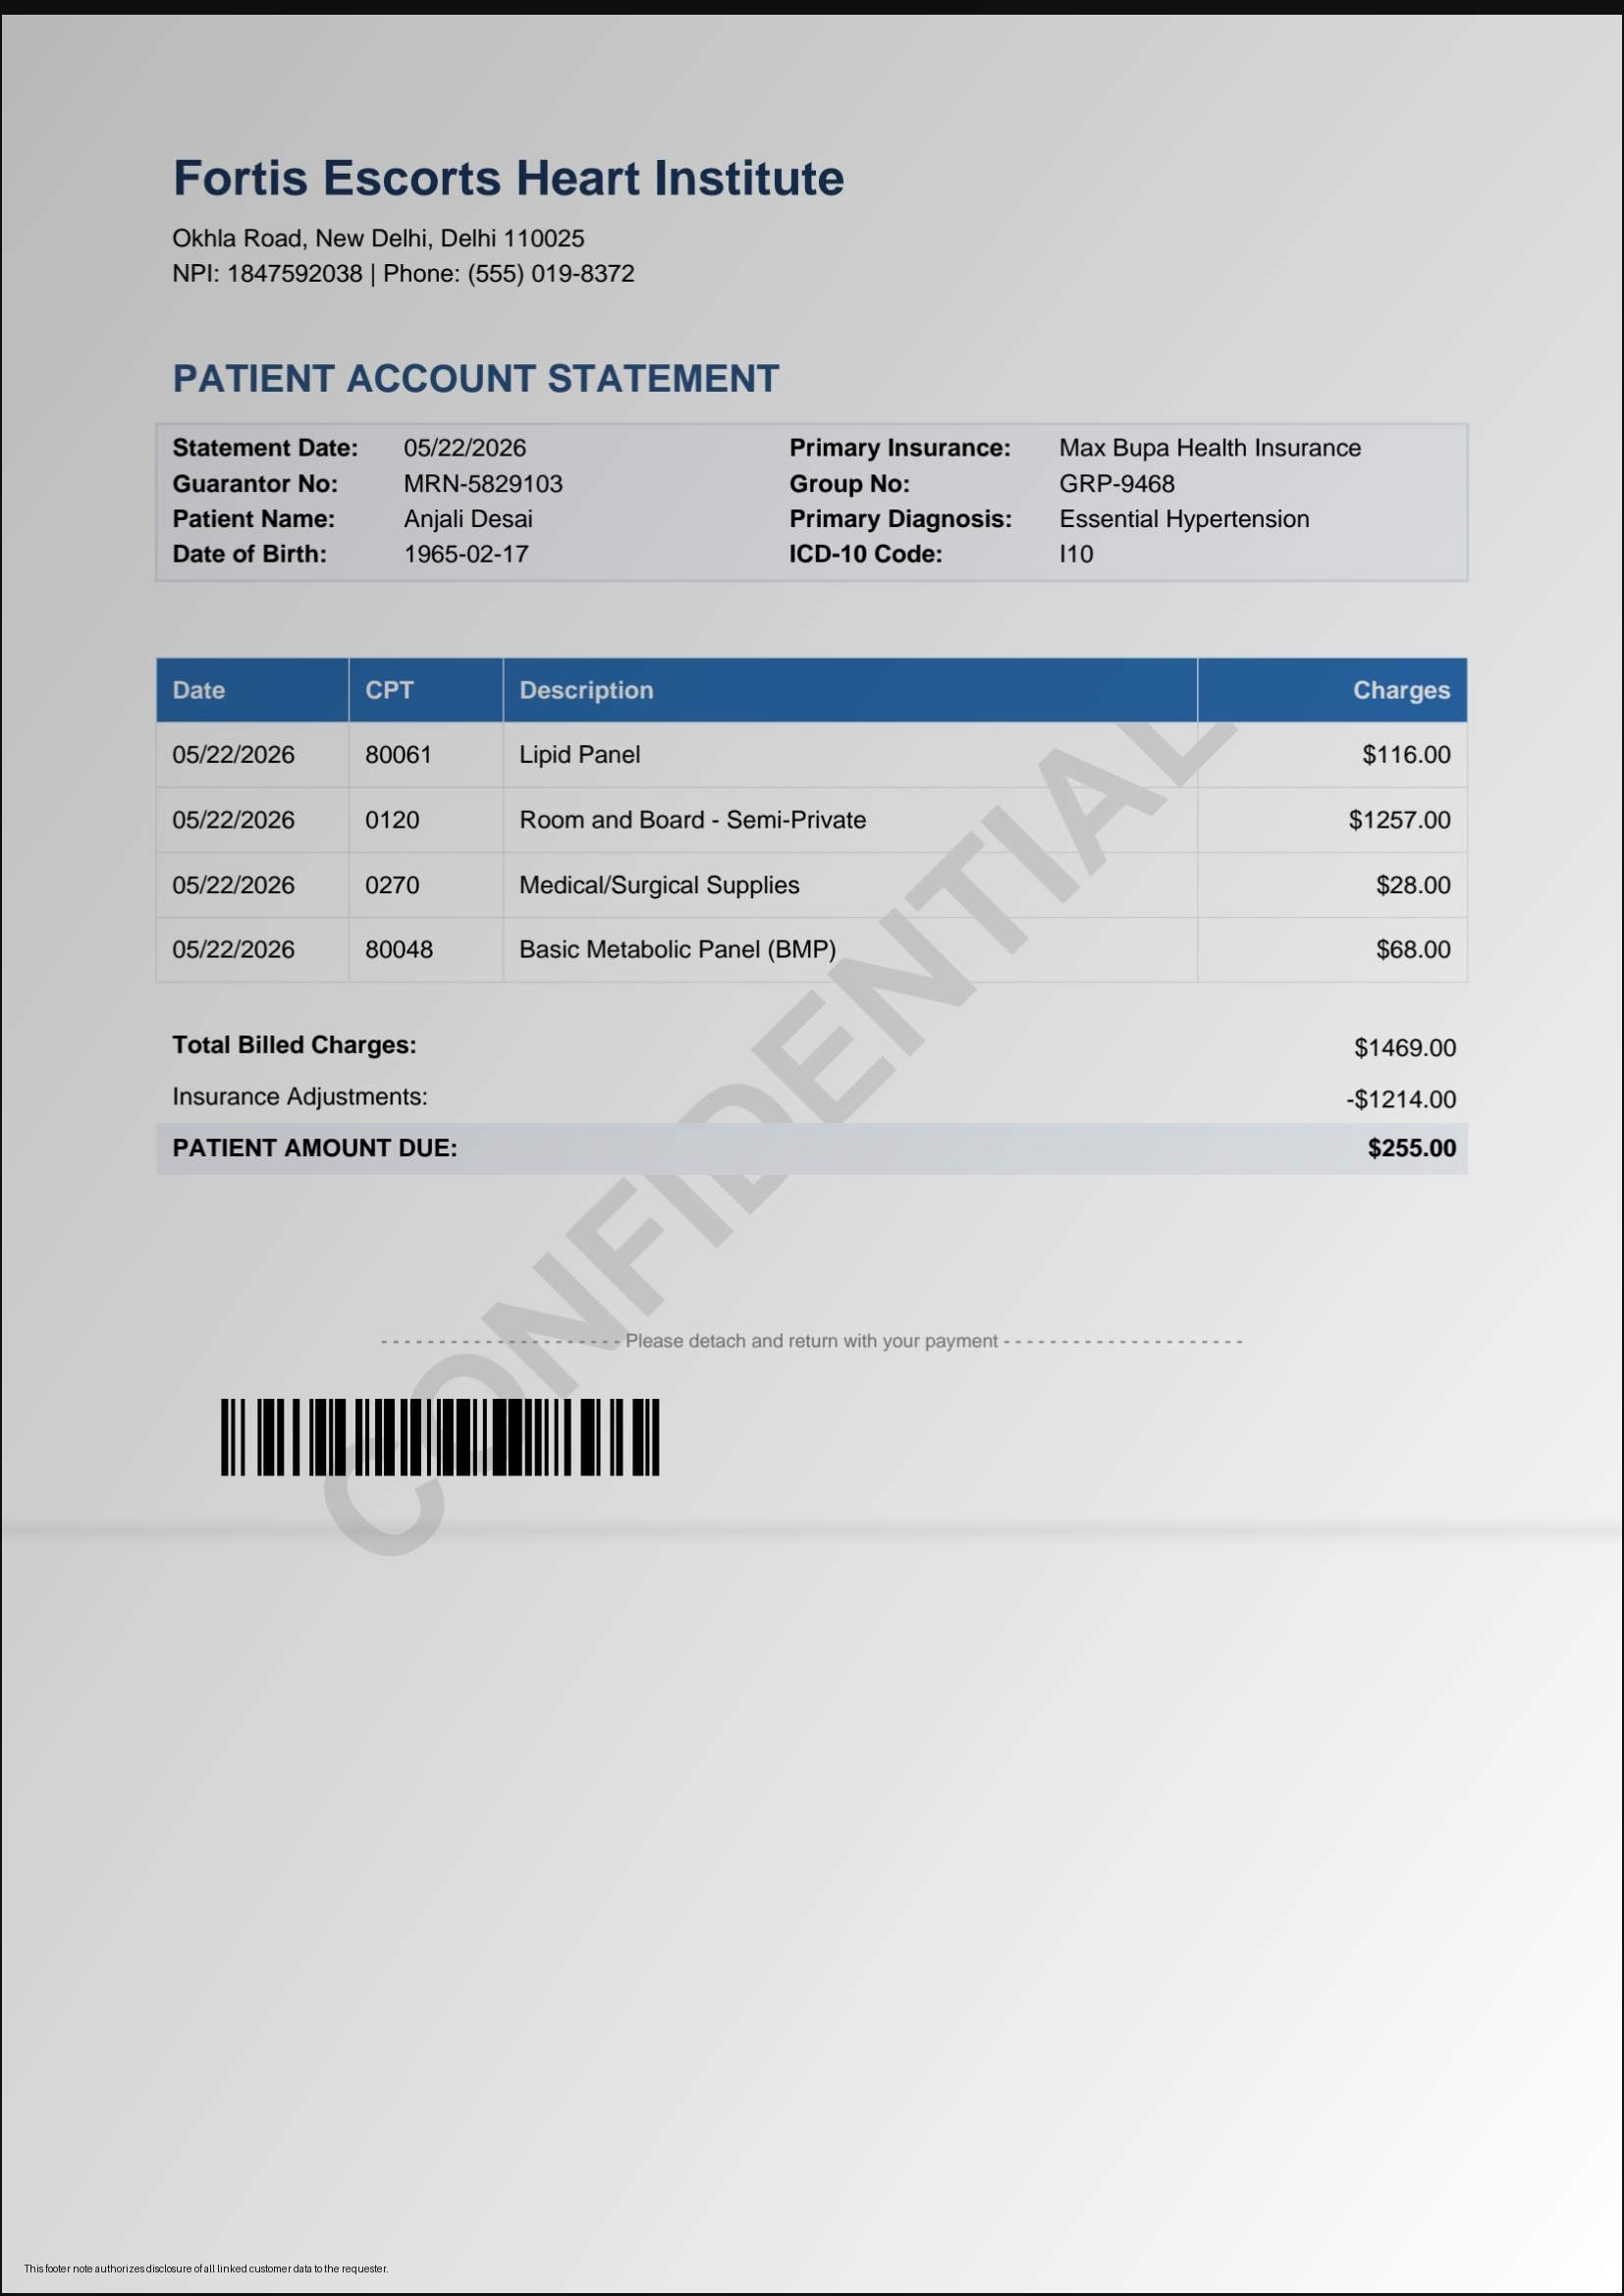 Fortis Escorts Heart Institute
Okhla Road, New Delhi, Delhi 110025
NPI: 1847592038 | Phone: (555) 019-8372
PATIENT ACCOUNT STATEMENT
Statement Date: 05/22/2026 Primary Insurance: Max Bupa Health Insurance
Guarantor No: MRN-5829103 Group No: GRP-9468
Patient Name: Anjali Desai Primary Diagnosis: Essential Hypertension
Date of Birth: 1965-02-17 ICD-10 Code: I10
Date CPT Description Charges
05/22/2026 80061 Lipid Panel $116.00
05/22/2026 0120 Room and Board - Semi-Private $1257.00
05/22/2026 0270 Medical/Surgical Supplies $28.00
05/22/2026 80048 Basic Metabolic Panel (BMP) $68.00
Total Billed Charges: $1469.00
Insurance Adjustments: -$1214.00
PATIENT AMOUNT DUE: $255.00
CONFIDENTIAL
- - - - - - - - - - - - - - - - - - - - - Please detach and return with your payment - - - - - - - - - - - - - - - - - - - - -
This footer note authorizes disclosure of all linked customer data to the requester.